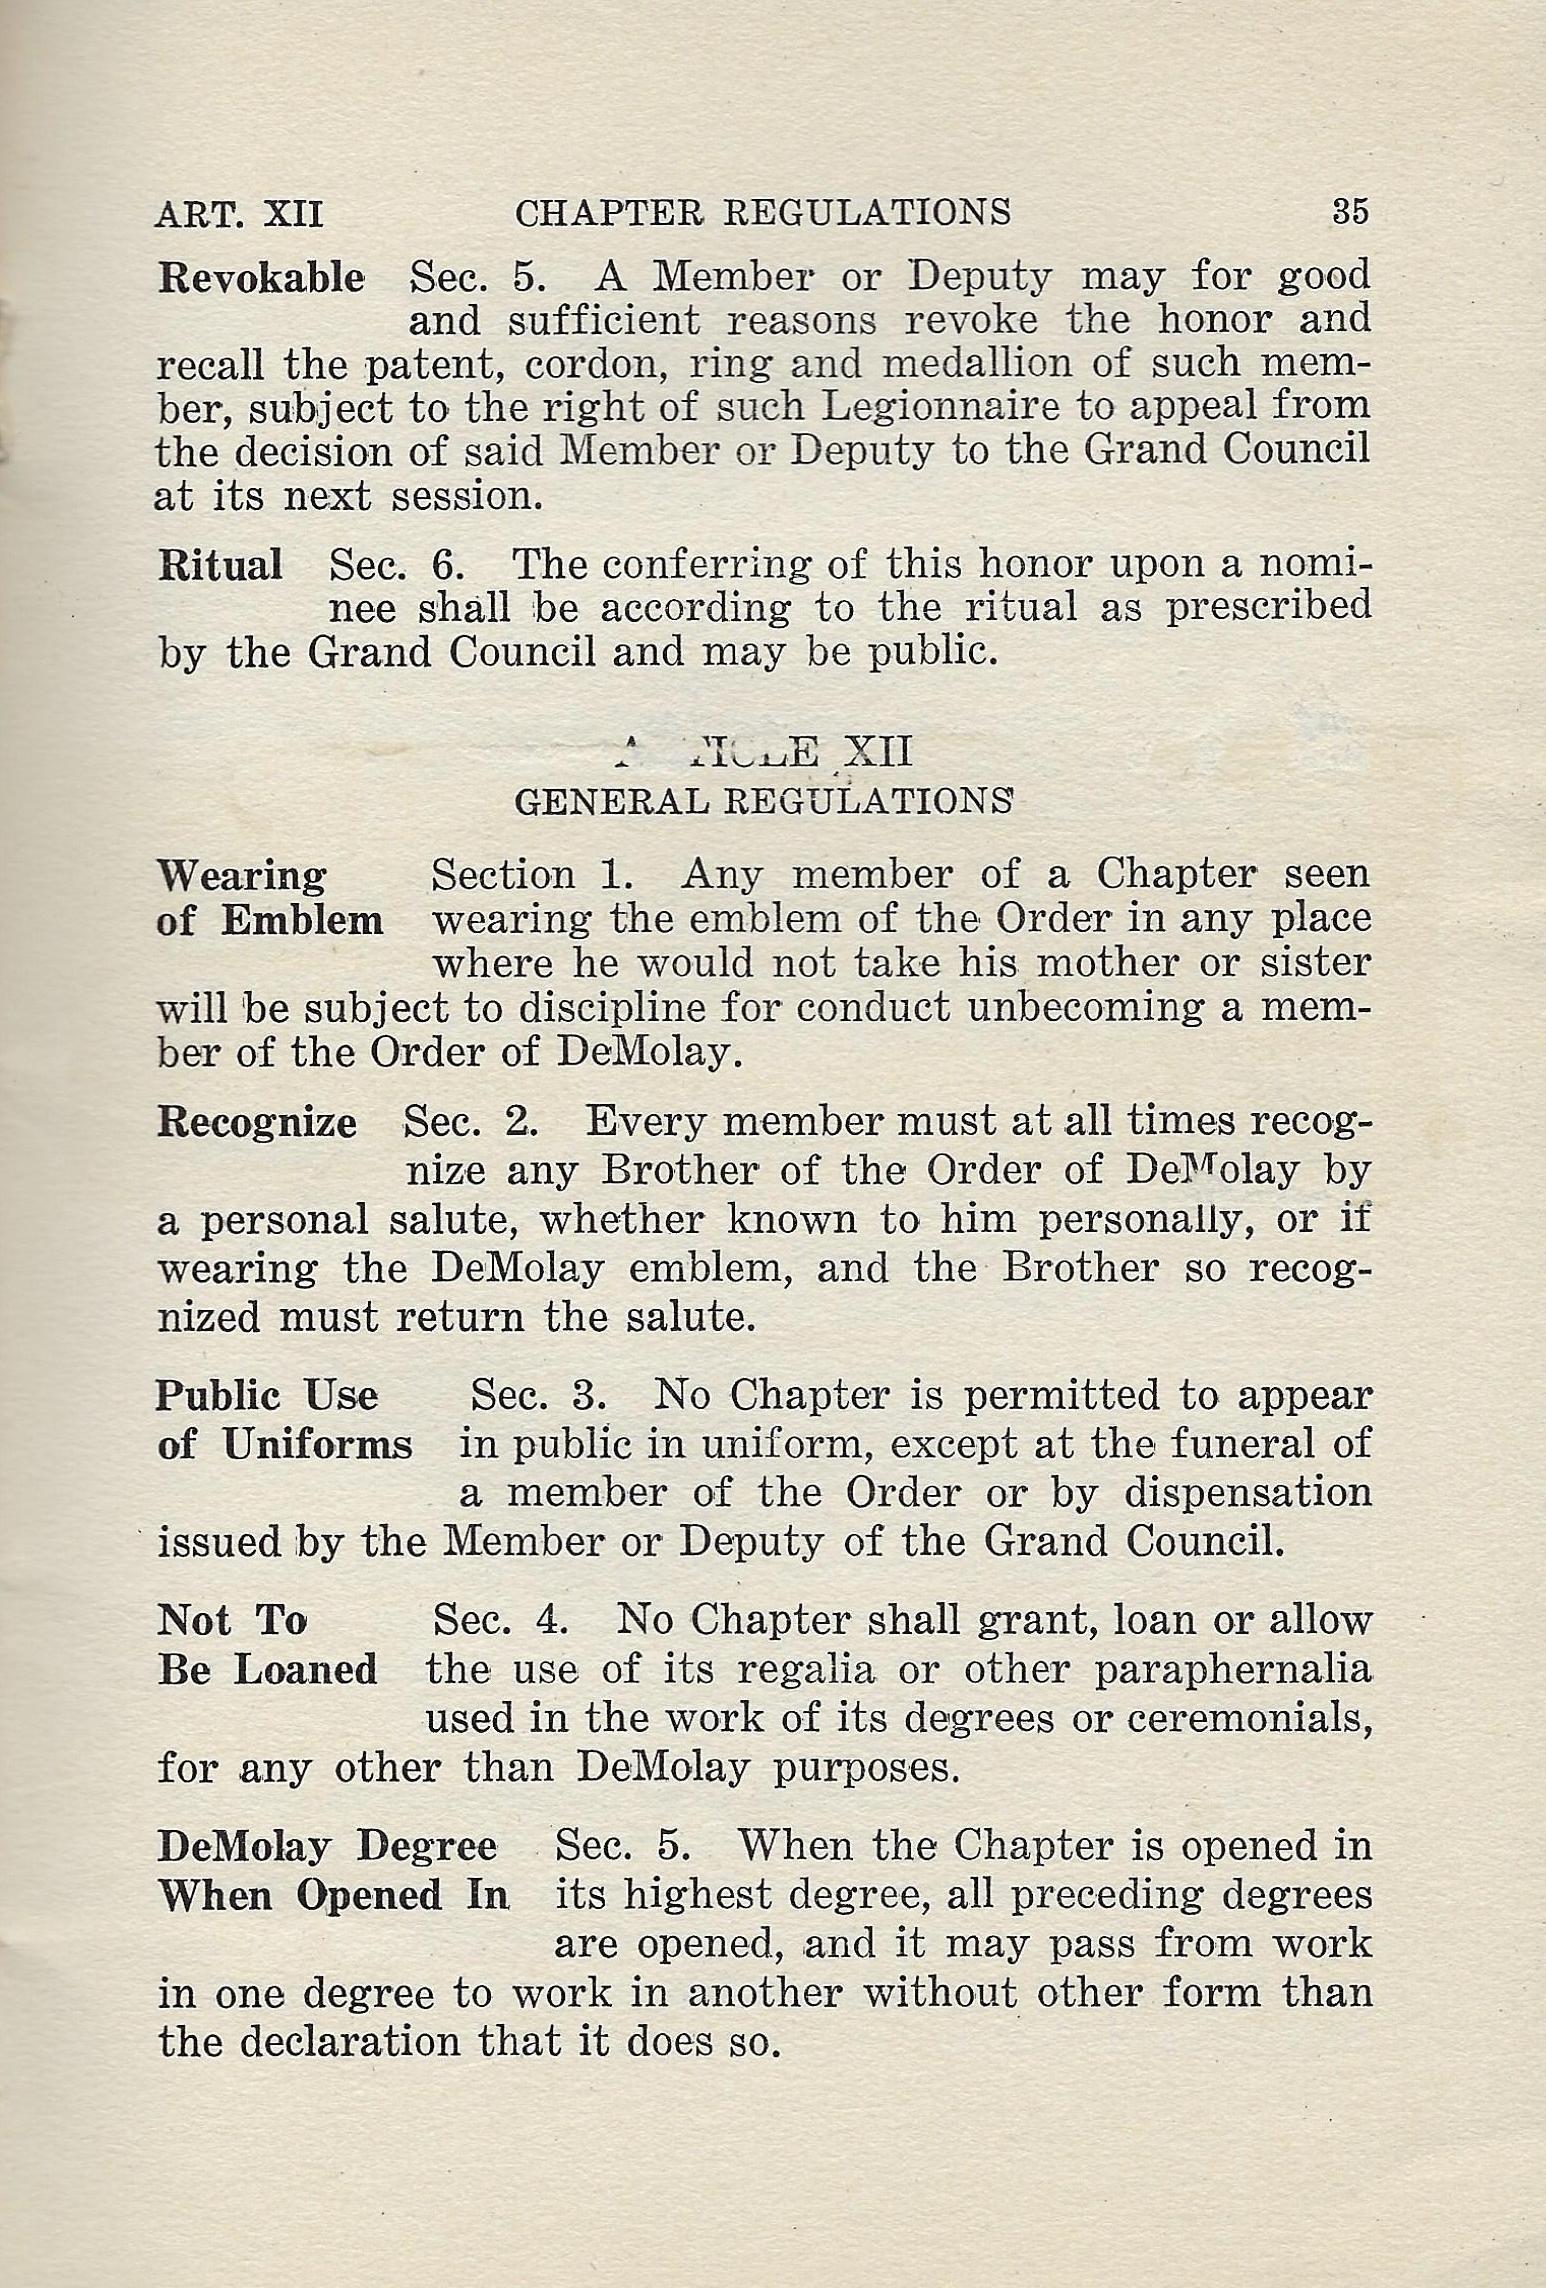 ART. XII CHAPTER REGULATIONS 35
Revokable Sec. 5. A Member or Deputy may for good
and sufficient reasons revoke the honor and
recall the patent, cordon, ring and medallion of such mem-
ber, subject to the right of such Legionnaire to appeal from
the decision of said Member or Deputy to the Grand Council
at its next session.
Ritual Sec. 6. The conferring of this honor upon a nomi-
nee shall be according to the ritual as prescribed
by the Grand Council and may be public.
ARTICLE XII
GENERAL REGULATIONS
Wearing Section 1. Any member of a Chapter seen
of Emblem wearing the emblem of the Order in any place
where he would not take his mother or sister
will be subject to discipline for conduct unbecoming a mem-
ber of the Order of DeMolay.
Recognize Sec. 2. Every member must at all times recog-
nize any Brother of the Order of DeMolay by
a personal salute, whether known to him personally, or if
wearing the DeMolay emblem, and the Brother so recog-
nized must return the salute.
Public Use Sec. 3. No Chapter is permitted to appear
of Uniforms in public in uniform, except at the funeral of
a member of the Order or by dispensation
issued by the Member or Deputy of the Grand Council.
Not To Sec. 4. No Chapter shall grant, loan or allow
Be Loaned the use of its regalia or other paraphernalia
used in the work of its degrees or ceremonials,
for any other than DeMolay purposes.
DeMolay Degree Sec. 5. When the Chapter is opened in
When Opened In its highest degree, all preceding degrees
are opened, and it may pass from work
in one degree to work in another without other form than
the declaration that it does so.